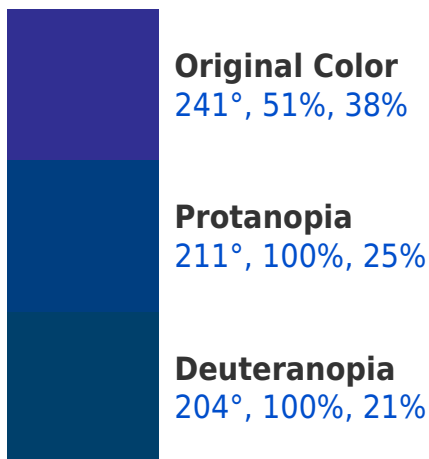 Original Color
241°, 51%, 38%
Protanopia
211°, 100%, 25%
Deuteranopia
204°, 100%, 21%